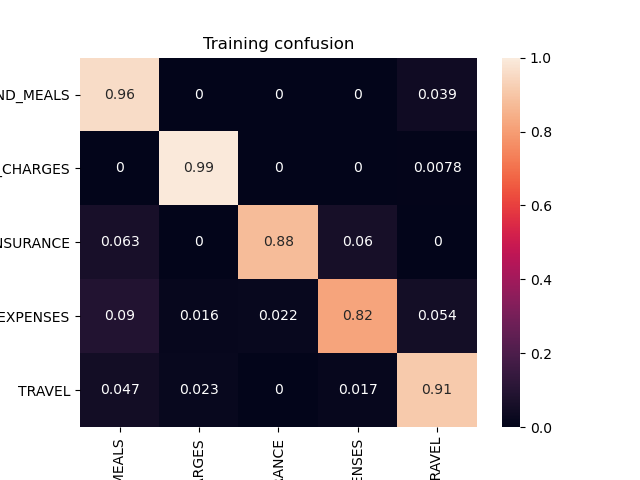 Training confusion
ND_MEALS 0.96 0 0 0 0.039
_CHARGES 0 0.99 0 0 0.0078
NSURANCE 0.063 0 0.88 0.06 0
EXPENSES 0.09 0.016 0.022 0.82 0.054
TRAVEL 0.047 0.023 0 0.017 0.91
MEALS
ARGES
ANCE
ENSES
RAVEL
1.0
0.8
0.6
0.4
0.2
0.0